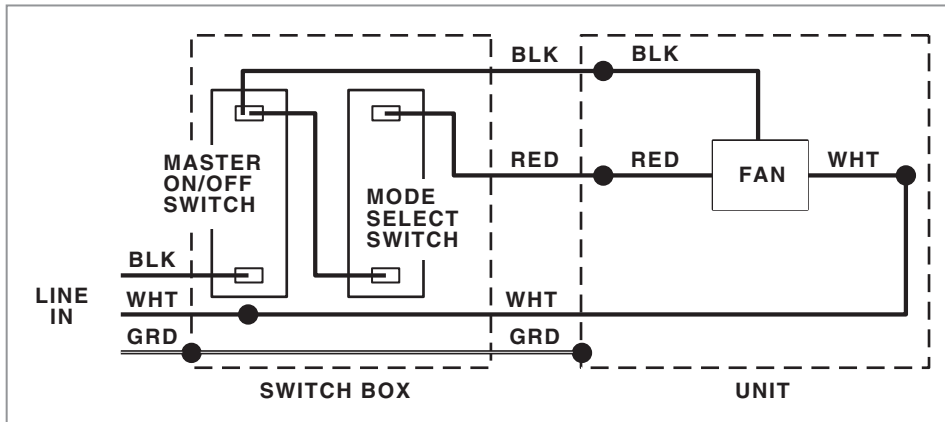 BLK
BLK
MASTER
ON/OFF
SWITCH
MODE
SELECT
SWITCH
RED
RED
FAN
WHT
LINE
IN
BLK
WHT
WHT
GRD
GRD
SWITCH BOX
UNIT